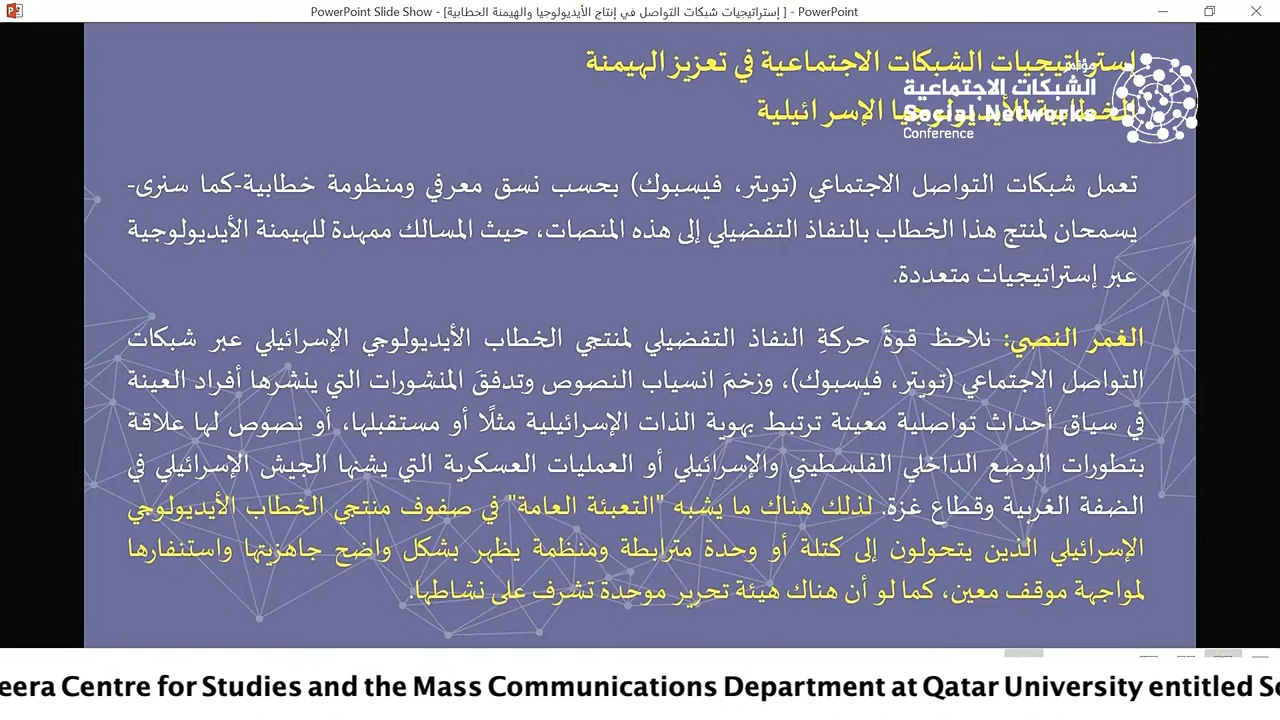 PowerPoint Slide Show - [إستراتيجيات شبكات التواصل في إنتاج الأيديولوجيا والهيمنة الخطابية] - PowerPoint
إستراتيجيات الشبكات الاجتماعية في تعزيز الهيمنة
الخطابية للأيديولوجيا الإسرائيلية
مؤتمر
الشبكات الاجتماعية
Social Networks
Conference
تعمل شبكات التواصل الاجتماعي (تويتر، فيسبوك) بحسب نسق معرفي ومنظومة خطابية-كما سنرى-
يسمحان لمنتج هذا الخطاب بالنفاذ التفضيلي إلى هذه المنصات، حيث المسالك ممهدة للهيمنة الأيديولوجية
عبر إستراتيجيات متعددة.
الغمر النصي: نلاحظ قوةَ حركةِ النفاذ التفضيلي لمنتجي الخطاب الأيديولوجي الإسرائيلي عبر شبكات
التواصل الاجتماعي (تويتر، فيسبوك)، وزخمَ انسياب النصوص وتدفقَ المنشورات التي ينشرها أفراد العينة
في سياق أحداث تواصلية معينة ترتبط بهوية الذات الإسرائيلية مثلًا أو مستقبلها، أو نصوص لها علاقة
بتطورات الوضع الداخلي الفلسطيني والإسرائيلي أو العمليات العسكرية التي يشنها الجيش الإسرائيلي في
الضفة الغربية وقطاع غزة. لذلك هناك ما يشبه "التعبئة العامة" في صفوف منتجي الخطاب الأيديولوجي
الإسرائيلي الذين يتحولون إلى كتلة أو وحدة مترابطة ومنظمة يظهر بشكل واضح جاهزيتها واستنفارها
لمواجهة موقف معين، كما لو أن هناك هيئة تحرير موحدة تشرف على نشاطها.
eera Centre for Studies and the Mass Communications Department at Qatar University entitled So